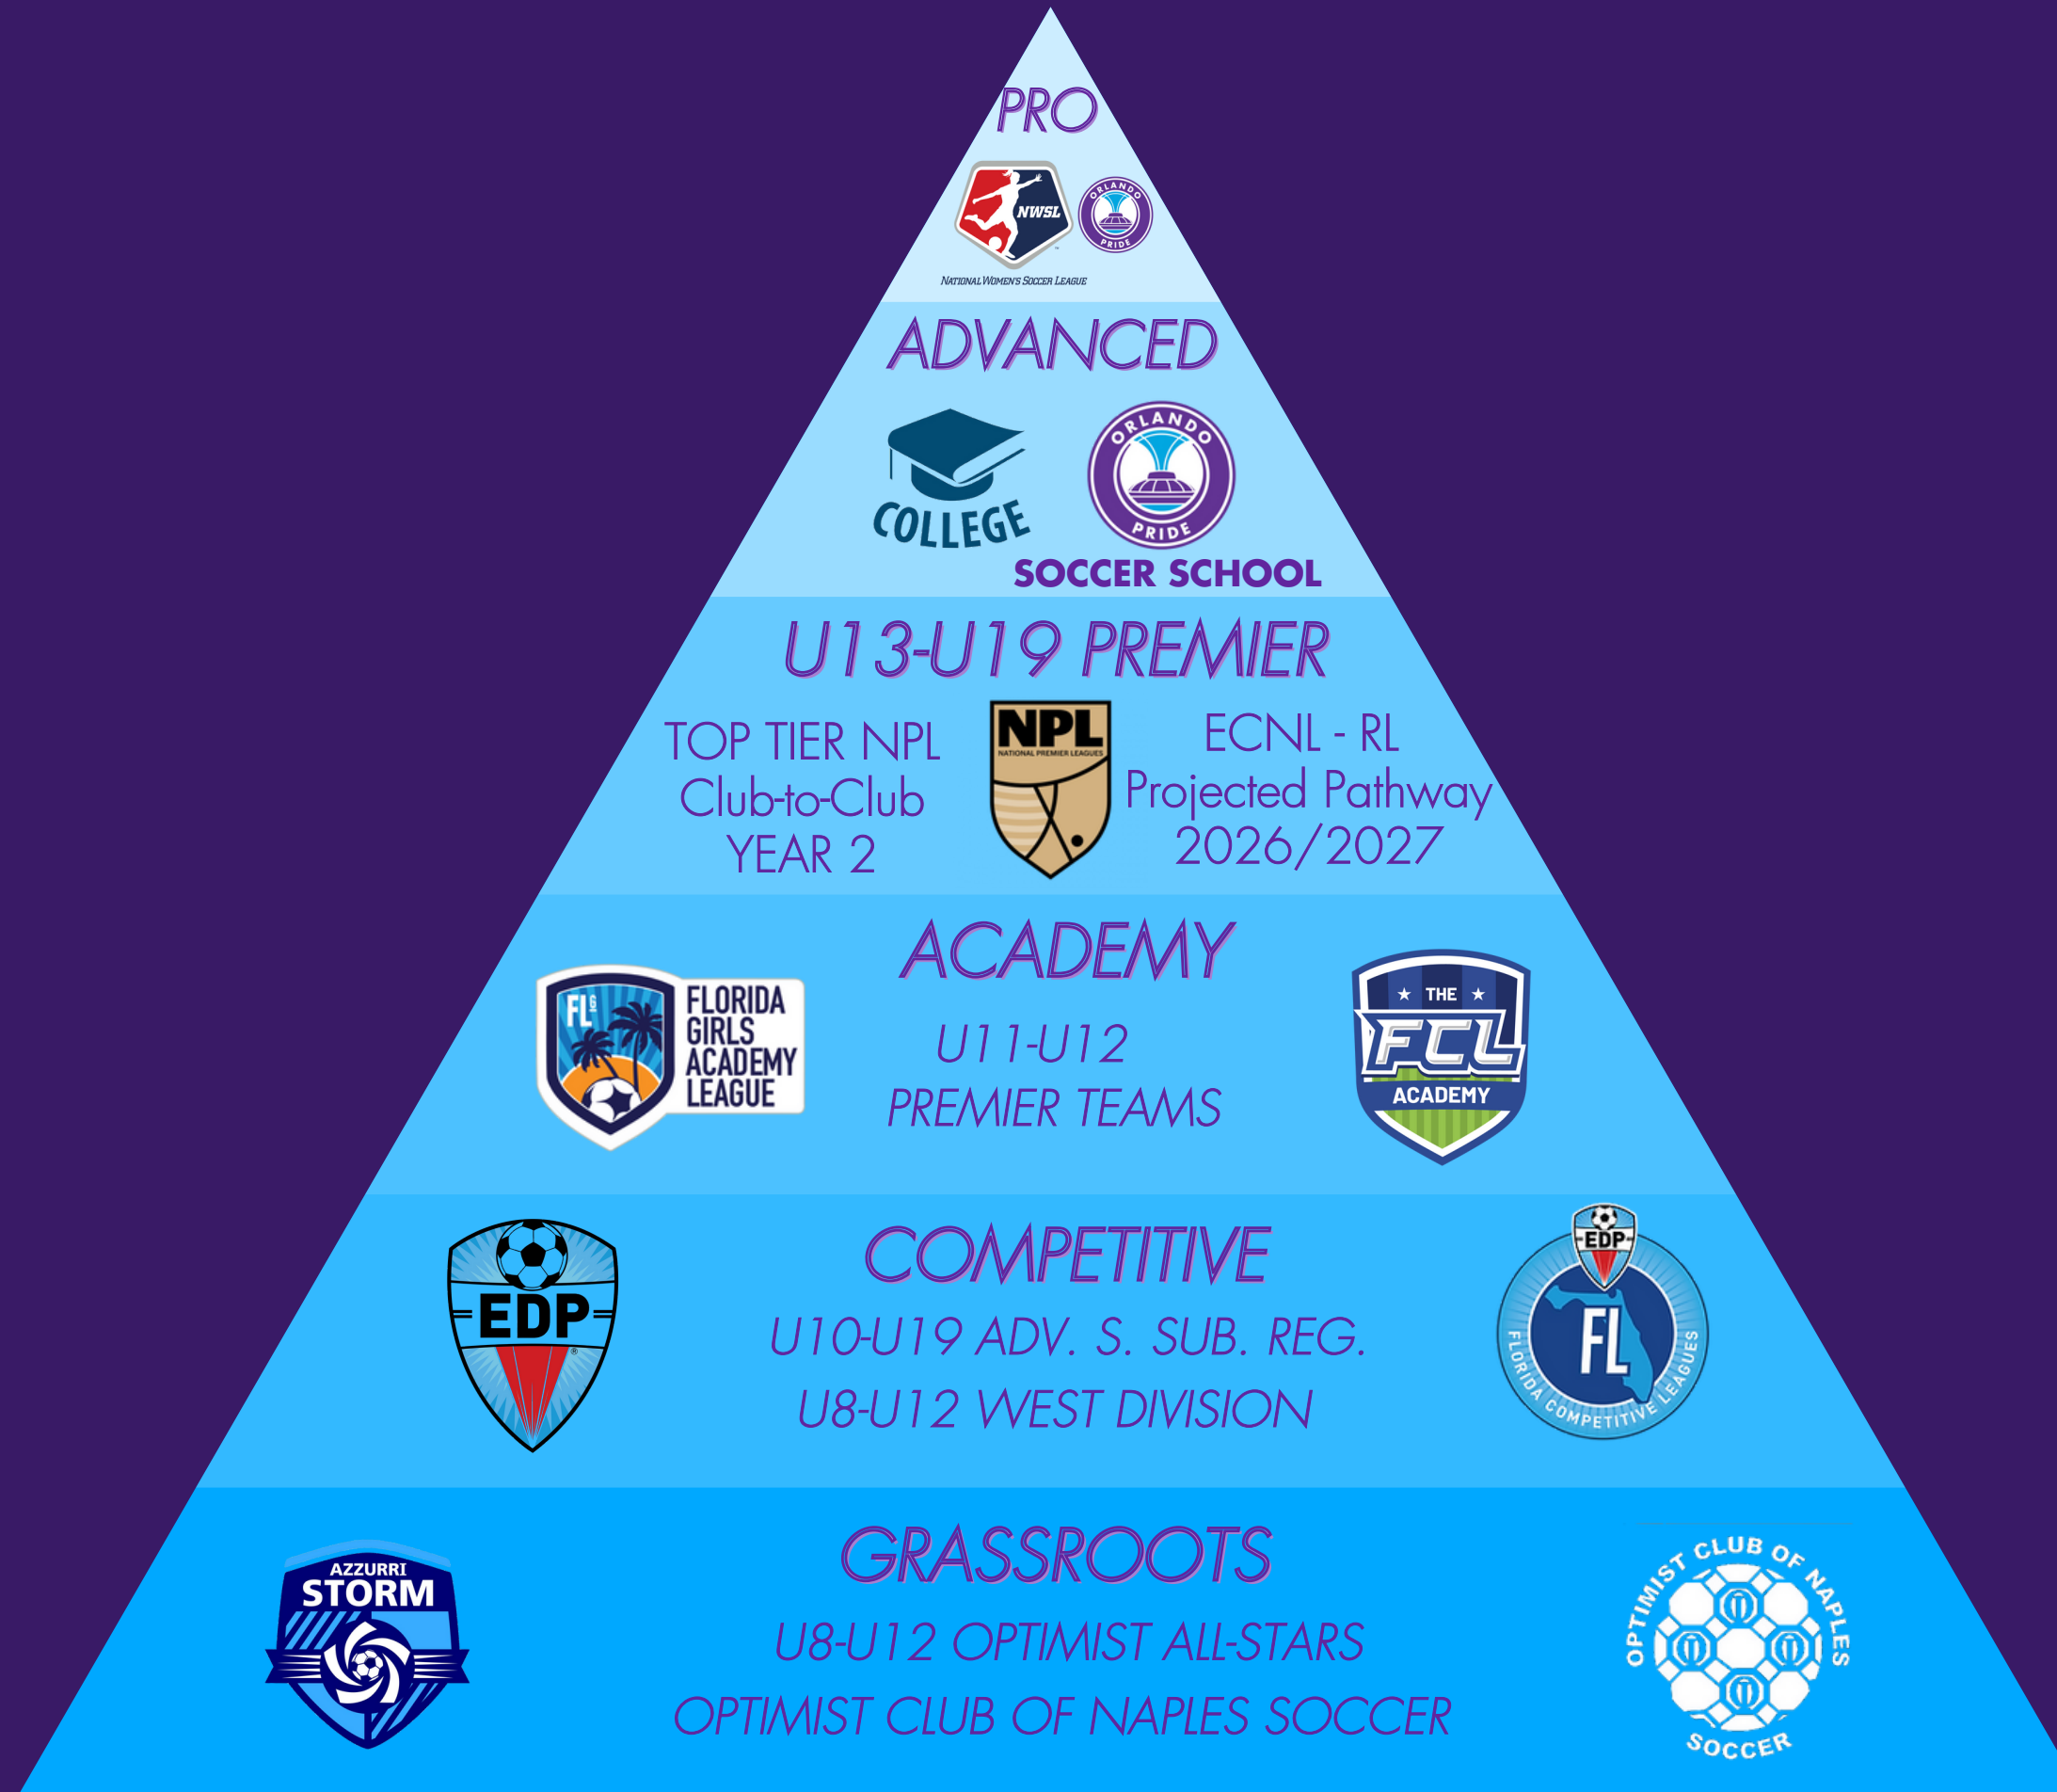 PRO
NWSL
NATIONAL WOMEN'S SOCCER LEAGUE
ORLANDO
PRIDE
ADVANCED
COLLEGE
ORLANDO
PRIDE
SOCCER SCHOOL
U13-U19 PREMIER
TOP TIER NPL
Club-to-Club
YEAR 2
NPL
NATIONAL PREMIER LEAGUES
ECNL - RL
Projected Pathway
2026/2027
ACADEMY
U11-U12
PREMIER TEAMS
FL
FLORIDA
GIRLS
ACADEMY
LEAGUE
THE
FCL
ACADEMY
COMPETITIVE
U10-U19 ADV. S. SUB. REG.
U8-U12 WEST DIVISION
EDP
EDP
FL
FLORIDA COMPETITIVE LEAGUES
GRASSROOTS
U8-U12 OPTIMIST ALL-STARS
OPTIMIST CLUB OF NAPLES SOCCER
AZZURRI
STORM
OPTIMIST CLUB OF NAPLES
SOCCER